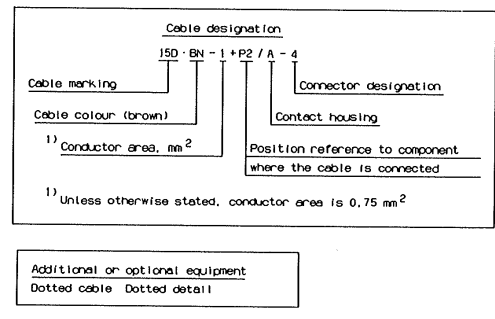 Cable designation
15D · BN - 1 + P2 / A - 4
Cable marking
Connector designation
Cable colour (brown)
Contact housing
1) Conductor area, mm2
Position reference to component
where the cable is connected
1) Unless otherwise stated, conductor area is 0,75 mm2
Additional or optional equipment
Dotted cable Dotted detail